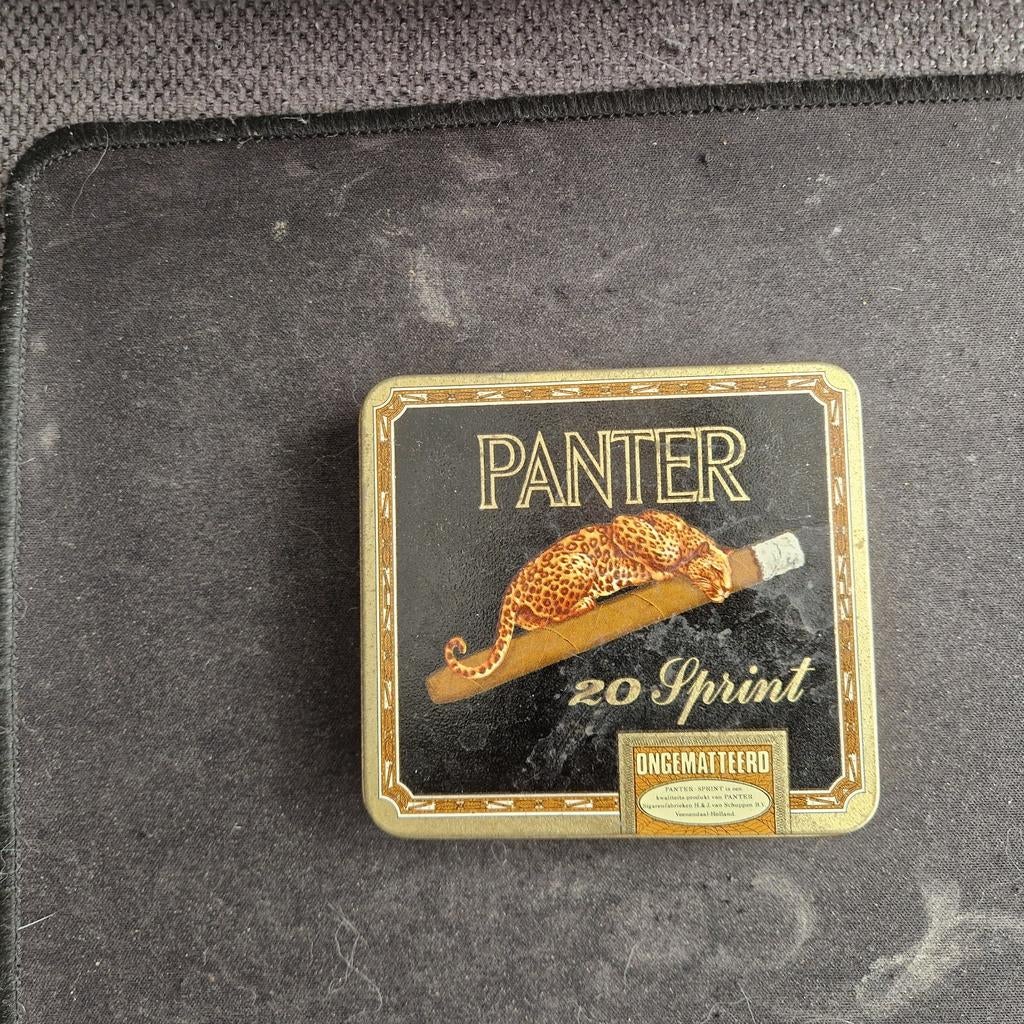 PANTER
20 Sprint
ONGEMATTEERD
PANTER - SPRINT is een
kwaliteits produkt van PANTER
Sigarenfabrieken H.& J. van Schuppen B.V.
Veenendaal-Holland.